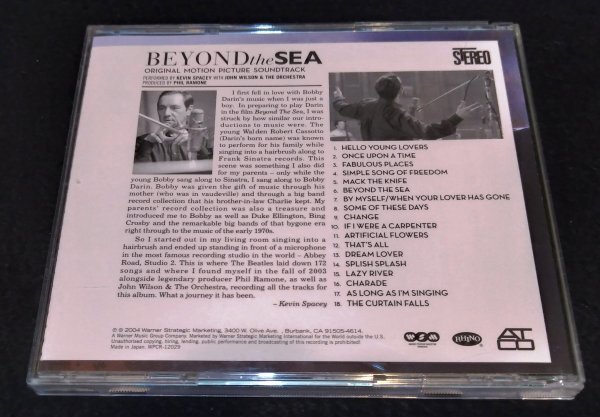 BEYOND the SEA
ORIGINAL MOTION PICTURE SOUNDTRACK
PERFORMED BY KEVIN SPACEY WITH JOHN WILSON & THE ORCHESTRA
PRODUCED BY PHIL RAMONE
STEREO
I first fell in love with Bobby
Darin's music when I was just a
boy. In preparing to play Darin
in the film Beyond The Sea, I was
struck by how similar our intro-
ductions to music were. The
young Walden Robert Cassotto
(Darin's born name) was known
to perform for his family while
singing into a hairbrush along to
Frank Sinatra records. This
scene was something I also did
for my parents – only while the
young Bobby sang along to Sinatra, I sang along to Bobby
Darin. Bobby was given the gift of music through his
mother (who was in vaudeville) and through a big band
record collection that his brother-in-law Charlie kept. My
parents' record collection was also a treasure and
introduced me to Bobby as well as Duke Ellington, Bing
Crosby and the remarkable big bands of that bygone era
right through to the music of the early 1970s.
So I started out in my living room singing into a
hairbrush and ended up standing in front of a microphone
in the most famous recording studio in the world – Abbey
Road, Studio 2. This is where The Beatles laid down 172
songs and where I found myself in the fall of 2003
alongside legendary producer Phil Ramone, as well as
John Wilson & The Orchestra, recording all the tracks for
this album. What a journey it has been.
– Kevin Spacey
1. HELLO YOUNG LOVERS
2. ONCE UPON A TIME
3. FABULOUS PLACES
4. SIMPLE SONG OF FREEDOM
5. MACK THE KNIFE
6. BEYOND THE SEA
7. BY MYSELF/WHEN YOUR LOVER HAS GONE
8. SOME OF THESE DAYS
9. CHANGE
10. IF I WERE A CARPENTER
11. ARTIFICIAL FLOWERS
12. THAT'S ALL
13. DREAM LOVER
14. SPLISH SPLASH
15. LAZY RIVER
16. CHARADE
17. AS LONG AS I'M SINGING
18. THE CURTAIN FALLS
℗ © 2004 Warner Strategic Marketing, 3400 W. Olive Ave., Burbank, CA 91505-4614.
A Warner Music Group Company. Marketed by Warner Strategic Marketing International for the World outside the U.S.
Unauthorised copying, hiring, lending, public performance and broadcasting of this recording is prohibited!
Made in Japan. WPCR-12029
WSM
RHINO
ATCO